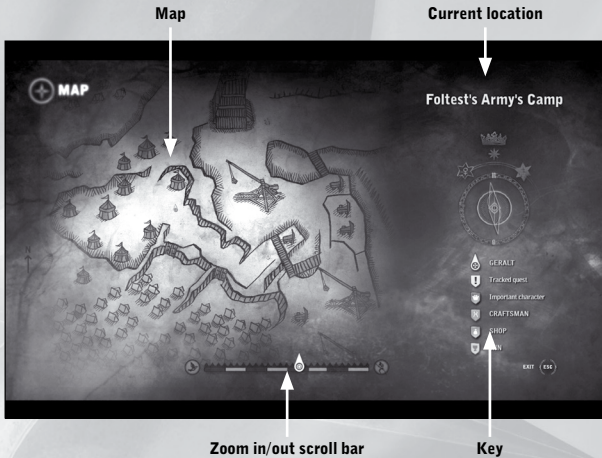 Map
Current location
MAP
Foltest's Army's Camp
GERALT
Tracked quest
Important character
CRAFTSMAN
SHOP
EXIT ESC
Zoom in/out scroll bar
Key